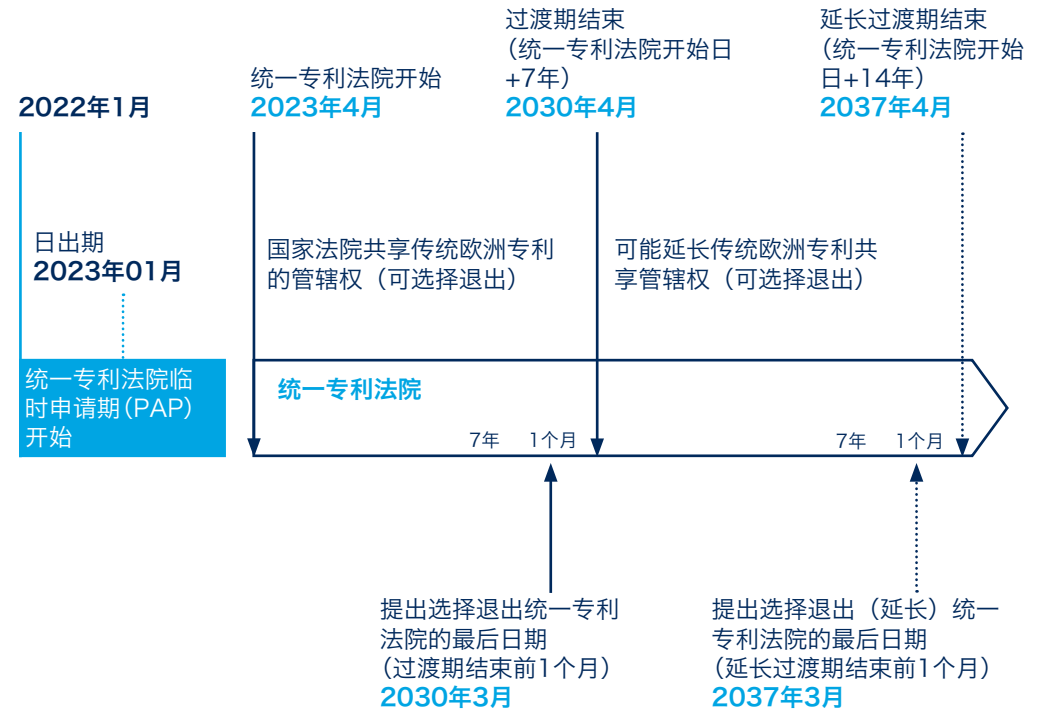 2022年1月
统一专利法院开始
2023年4月
过渡期结束
（统一专利法院开始日
+7年）
2030年4月
延长过渡期结束
（统一专利法院开始
日+14年）
2037年4月
日出期
2023年01月
国家法院共享传统欧洲专利
的管辖权（可选择退出）
可能延长传统欧洲专利共
享管辖权（可选择退出）
统一专利法院临
时申请期（PAP）
开始
统一专利法院
7年 1个月
7年 1个月
提出选择退出统一专利
法院的最后日期
（过渡期结束前1个月）
2030年3月
提出选择退出（延长）统一
专利法院的最后日期
（延长过渡期结束前1个月）
2037年3月